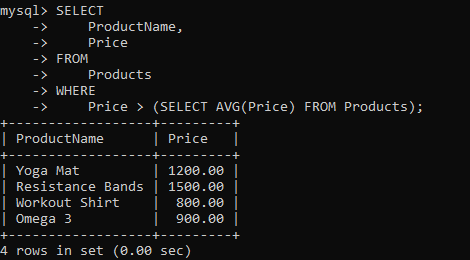 mysql> SELECT
    ->     ProductName,
    ->     Price
    -> FROM
    ->     Products
    -> WHERE
    ->     Price > (SELECT AVG(Price) FROM Products);
+------------------+---------+
| ProductName      | Price   |
+------------------+---------+
| Yoga Mat         | 1200.00 |
| Resistance Bands | 1500.00 |
| Workout Shirt    |  800.00 |
| Omega 3          |  900.00 |
+------------------+---------+
4 rows in set (0.00 sec)